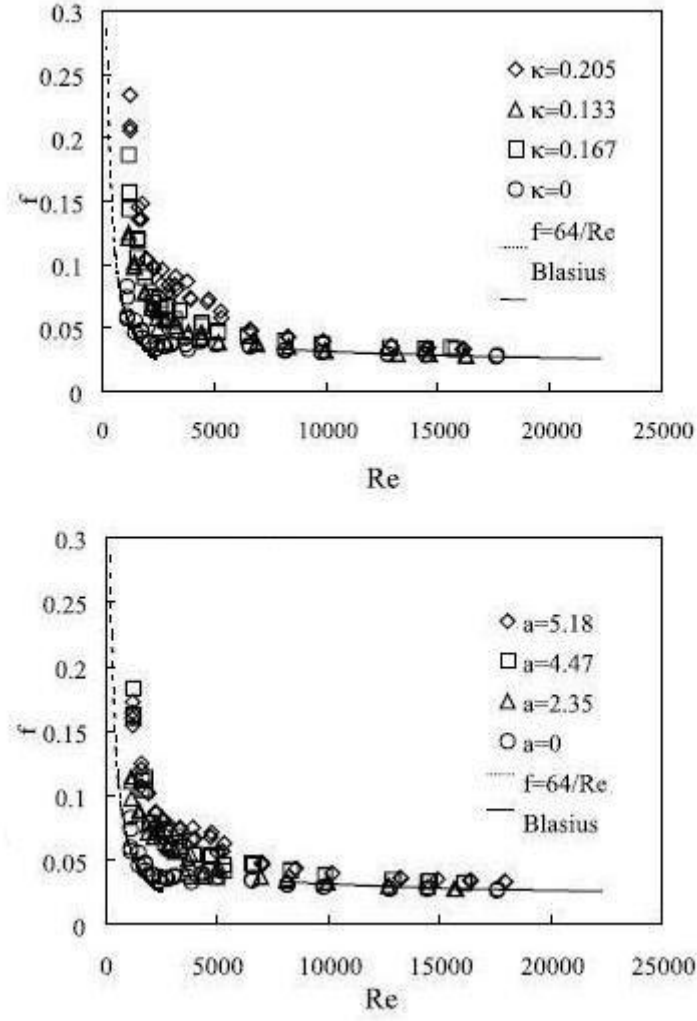 0.3
0.25
0.2
0.15
0.1
0.05
0
f
κ=0.205
κ=0.133
κ=0.167
κ=0
f=64/Re
Blasius
0 5000 10000 15000 20000 25000
Re
0.3
0.25
0.2
0.15
0.1
0.05
0
f
a=5.18
a=4.47
a=2.35
a=0
f=64/Re
Blasius
0 5000 10000 15000 20000 25000
Re